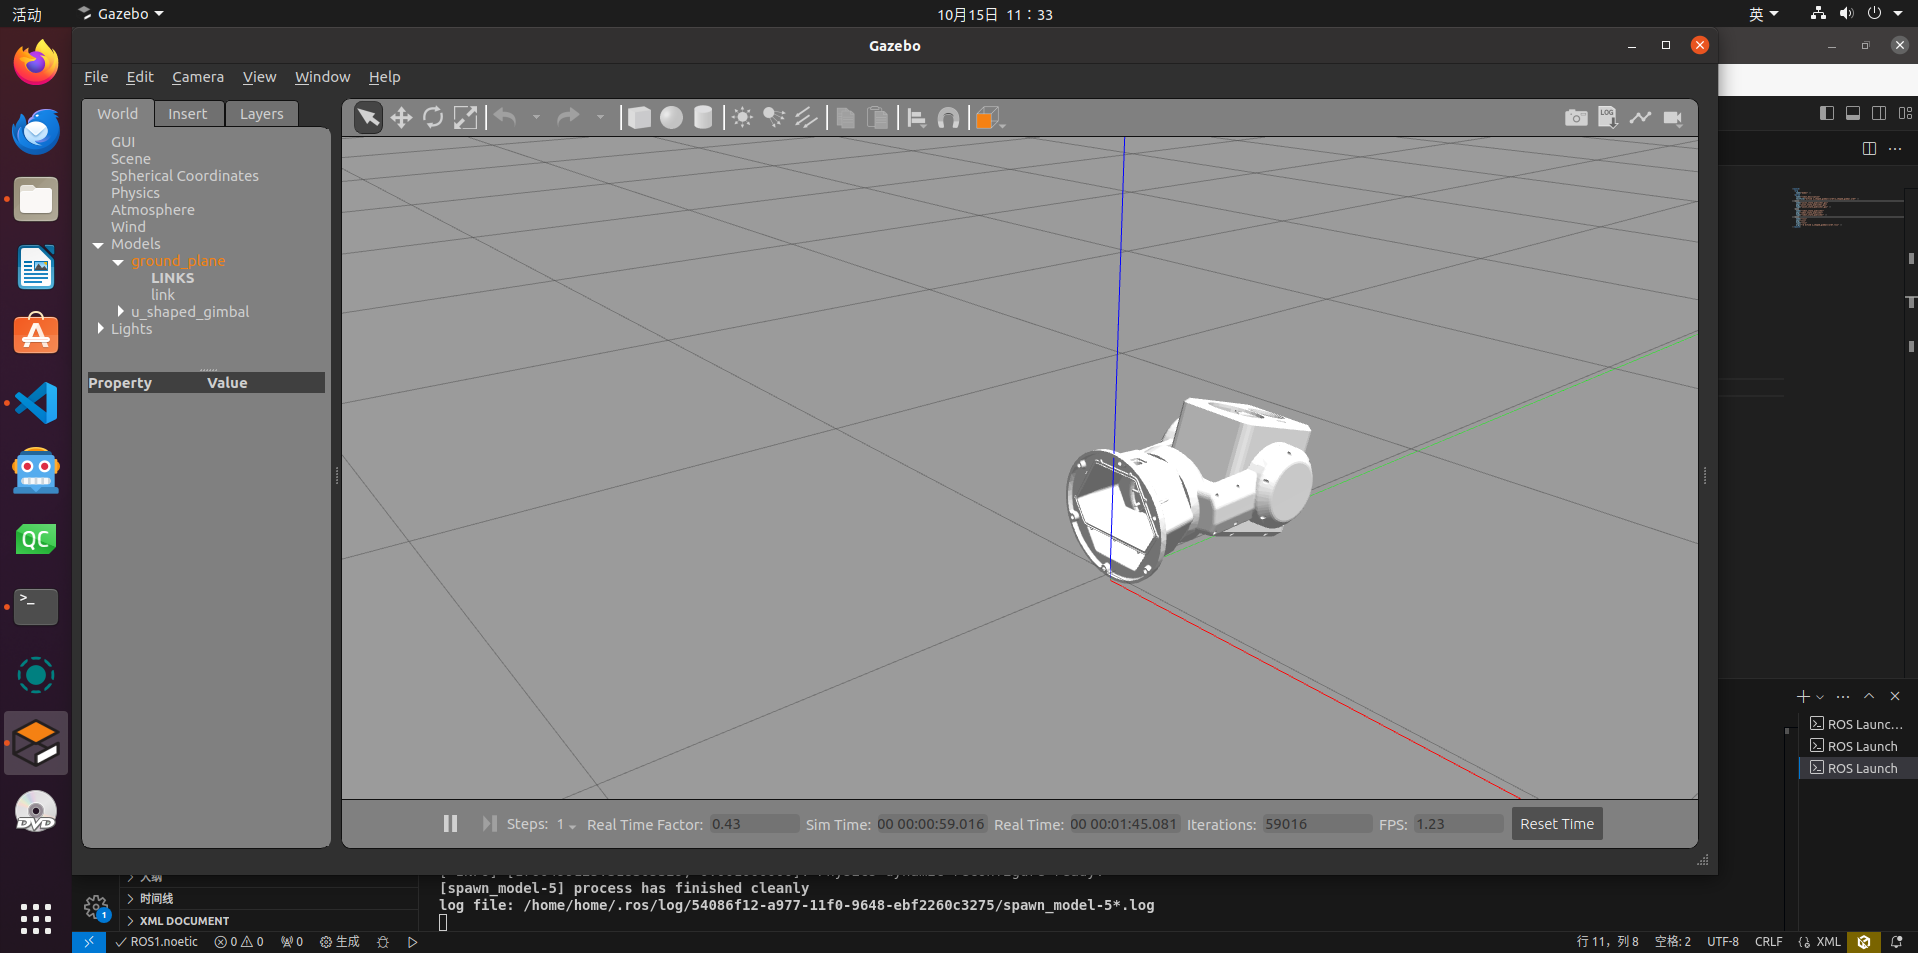 活动
Gazebo
10月15日 11：33
英
Gazebo
File Edit Camera View Window Help
World Insert Layers
GUI
Scene
Spherical Coordinates
Physics
Atmosphere
Wind
Models
ground_plane
LINKS
link
u_shaped_gimbal
Lights
Property Value
LOG
QC
>_
DVD
Steps: 1 Real Time Factor: 0.43 Sim Time: 00 00:00:59.016 Real Time: 00 00:01:45.081 Iterations: 59016 FPS: 1.23 Reset Time
ROS Launc...
ROS Launch
ROS Launch
大纲
时间线
XML DOCUMENT
[spawn_model-5] process has finished cleanly
log file: /home/home/.ros/log/54086f12-a977-11f0-9648-ebf2260c3275/spawn_model-5*.log
1
ROS1.noetic 0 0 0 生成
行 11，列 8 空格: 2 UTF-8 CRLF XML